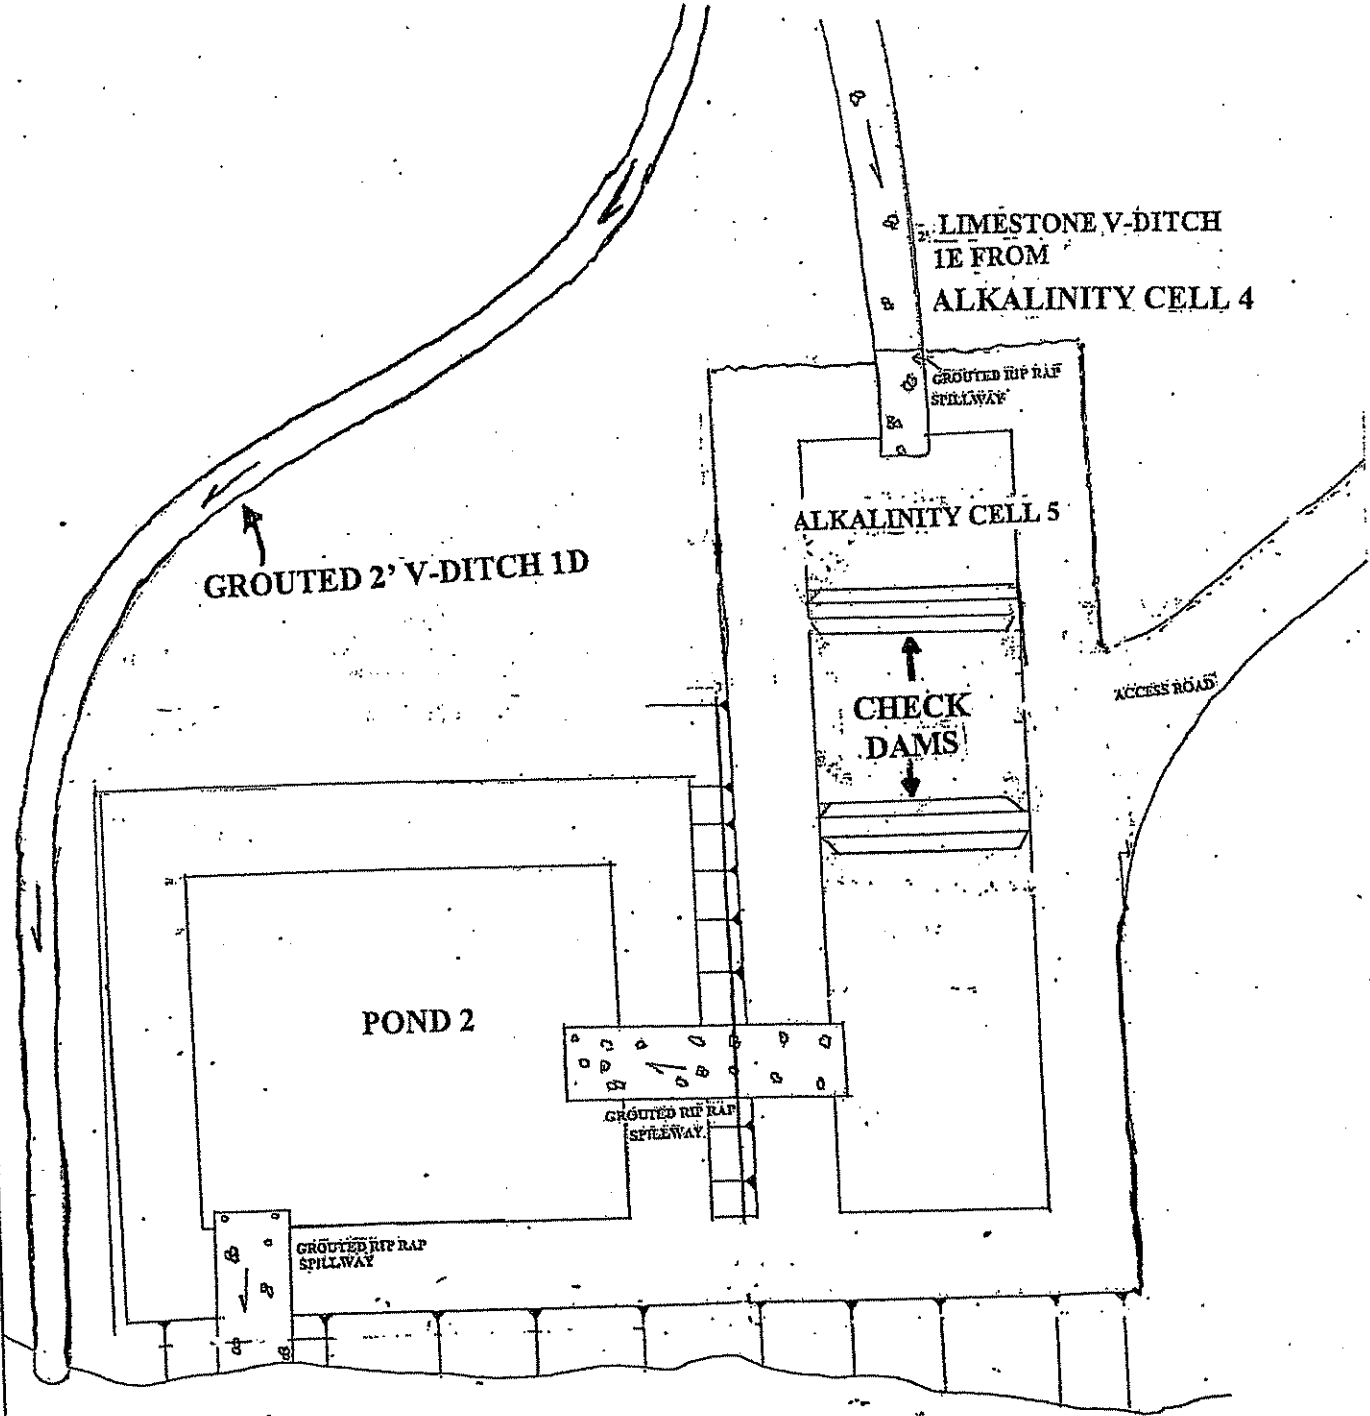 2' LIMESTONE V-DITCH
1E FROM
ALKALINITY CELL 4
GROUTED RIP RAP
SPILLWAY
ALKALINITY CELL 5
GROUTED 2' V-DITCH 1D
CHECK
DAMS
ACCESS ROAD
POND 2
GROUTED RIP RAP
SPILLWAY
GROUTED RIP RAP
SPILLWAY